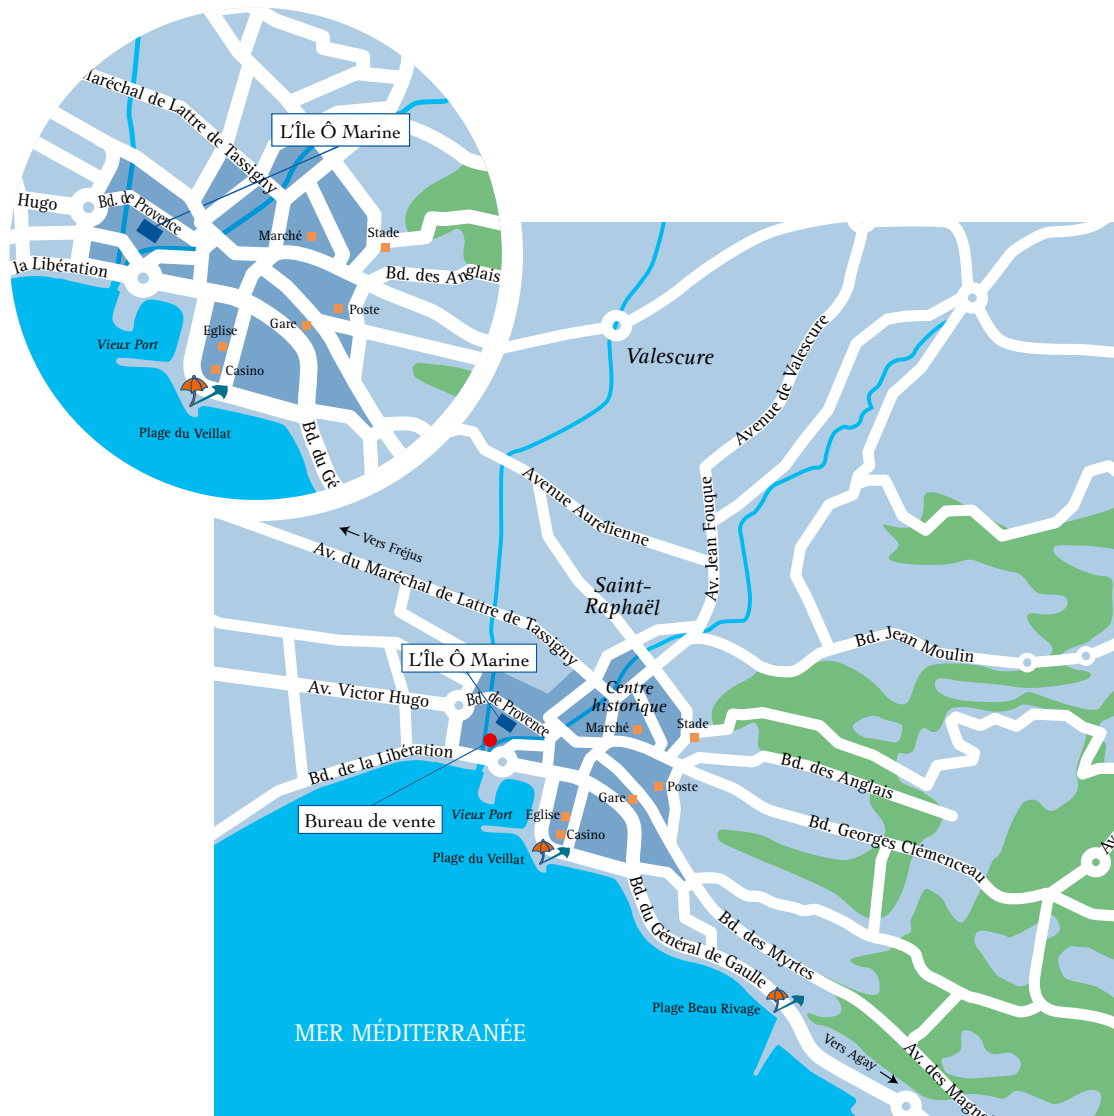 Maréchal de Lattre de Tassigny
L'Île Ô Marine
Hugo
Bd. de Provence
Marché
Stade
la Libération
Bd. des Anglais
Poste
Gare
Eglise
Vieux Port
Casino
Plage du Veillat
Bd. du Gé
Valescure
Avenue de Valescure
Avenue Aurélienne
Av. Jean Fouque
Vers Fréjus
Av. du Maréchal de Lattre de Tassigny
Saint-
Raphaël
Bd. Jean Moulin
L'Île Ô Marine
Av. Victor Hugo
Bd. de Provence
Centre
historique
Marché
Stade
Bd. de la Libération
Bd. des Anglais
Poste
Gare
Bureau de vente
Vieux Port
Eglise
Casino
Bd. Georges Clémenceau
Av
Plage du Veillat
Bd. du Général de Gaulle
Bd. des Myrtes
Plage Beau Rivage
MER MÉDITERRANÉE
Vers Agay
Av. des Magno